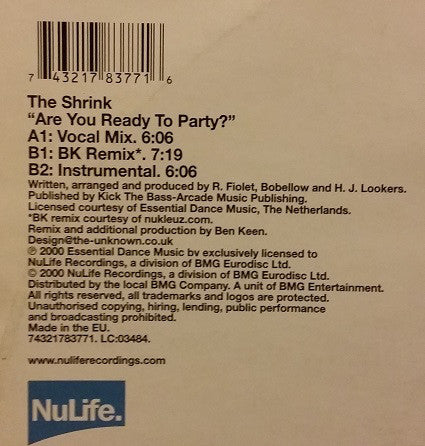 7 43217 83771 6
The Shrink
“Are You Ready To Party?”
A1: Vocal Mix. 6:06
B1: BK Remix*. 7:19
B2: Instrumental. 6:06
Written, arranged and produced by R. Fiolet, Bobellow and H. J. Lookers.
Published by Kick The Bass-Arcade Music Publishing.
Licensed courtesy of Essential Dance Music, The Netherlands.
*BK remix courtesy of nukleuz.com.
Remix and additional production by Ben Keen.
Design@the-unknown.co.uk
℗ 2000 Essential Dance Music bv exclusively licensed to
NuLife Recordings, a division of BMG Eurodisc Ltd.
© 2000 NuLife Recordings, a division of BMG Eurodisc Ltd.
Distributed by the local BMG Company. A unit of BMG Entertainment.
All rights reserved, all trademarks and logos are protected.
Unauthorised copying, hiring, lending, public performance
and broadcasting prohibited.
Made in the EU.
74321783771. LC:03484.
www.nuliferecordings.com
NuLife.